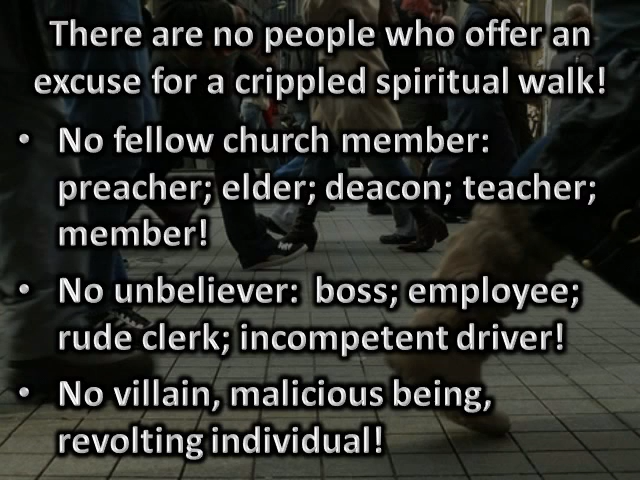 There are no people who offer an
excuse for a crippled spiritual walk!
• No fellow church member:
preacher; elder; deacon; teacher;
member!
• No unbeliever:  boss; employee;
rude clerk; incompetent driver!
• No villain, malicious being,
revolting individual!